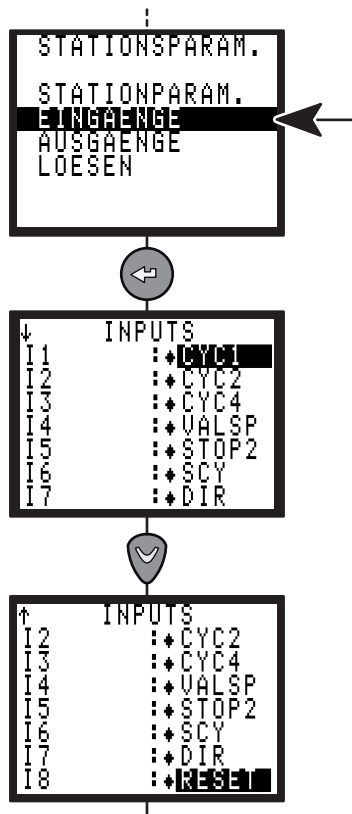 STATIONSPARAM.
STATIONPARAM.
EINGAENGE
AUSGAENGE
LOESEN
↓ INPUTS
I1 :♦CYC1
I2 :♦CYC2
I3 :♦CYC4
I4 :♦VALSP
I5 :♦STOP2
I6 :♦SCY
I7 :♦DIR
↑ INPUTS
I2 :♦CYC2
I3 :♦CYC4
I4 :♦VALSP
I5 :♦STOP2
I6 :♦SCY
I7 :♦DIR
I8 :♦RESET